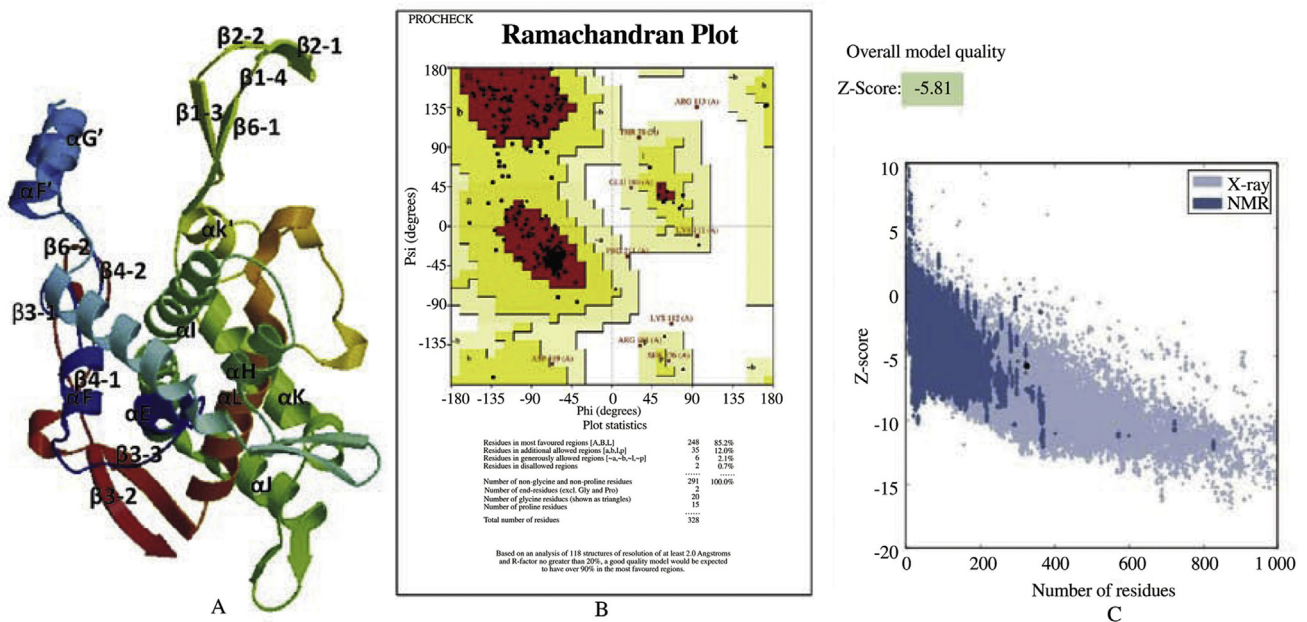 β2-2
β2-1
β1-4
β1-3
β6-1
αG'
αF'
αk'
β6-2
β4-2
β3-1
αI
αH
β4-1
αF
αL
αK
αE
β3-3
αJ
β3-2
A
PROCHECK
Ramachandran Plot
180
135
90
45
0
-45
-90
-135
-180
Psi (degrees)
ARG 113 (A)
-180 -135 -90 -45 0 45 90 135 180
Phi (degrees)
Plot statistics
Residues in most favoured regions [A,B,L] 248 85.2%
Residues in additional allowed regions [a,b,l,p] 35 12.0%
Residues in generously allowed regions [~a,~b,~l,~p] 6 2.1%
Residues in disallowed regions 2 0.7%
Number of non-glycine and non-proline residues 291 100.0%
Number of end-residues (excl. Gly and Pro) 2
Number of glycine residues (shown as triangles) 20
Number of proline residues 15
Total number of residues 328
Based on an analysis of 118 structures of resolution of at least 2.0 Angstroms
and R-factor no greater than 20%, a good quality model would be expected
to have over 90% in the most favoured regions.
B
Overall model quality
Z-Score: -5.81
10
5
0
-5
-10
-15
-20
Z-score
X-ray
NMR
0 200 400 600 800 1 000
Number of residues
C